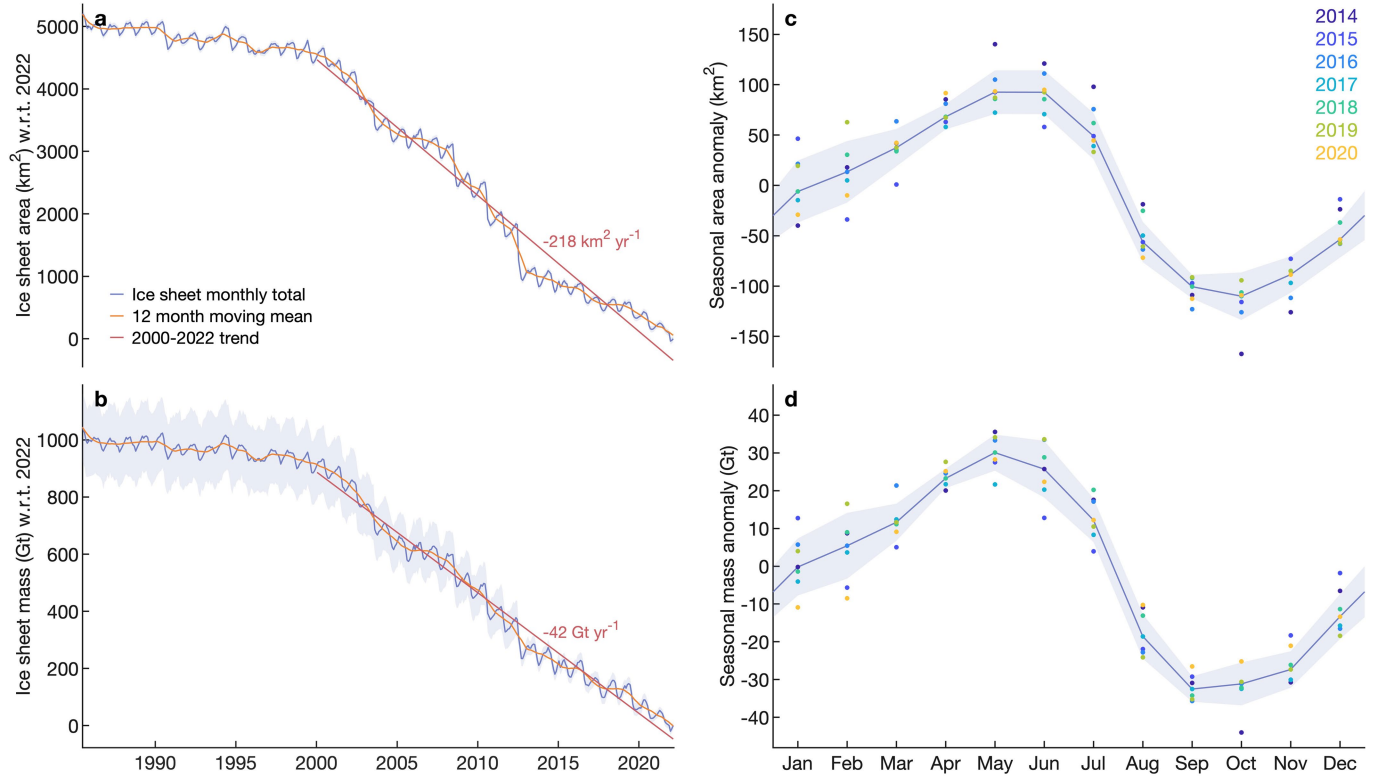 a
Ice sheet area (km2) w.r.t. 2022
5000
4000
3000
2000
1000
0
-218 km2 yr-1
Ice sheet monthly total
12 month moving mean
2000-2022 trend
b
Ice sheet mass (Gt) w.r.t. 2022
1000
800
600
400
200
0
-42 Gt yr-1
1990 1995 2000 2005 2010 2015 2020
c
Seasonal area anomaly (km2)
150
100
50
0
-50
-100
-150
2014
2015
2016
2017
2018
2019
2020
d
Seasonal mass anomaly (Gt)
40
30
20
10
0
-10
-20
-30
-40
Jan Feb Mar Apr May Jun Jul Aug Sep Oct Nov Dec